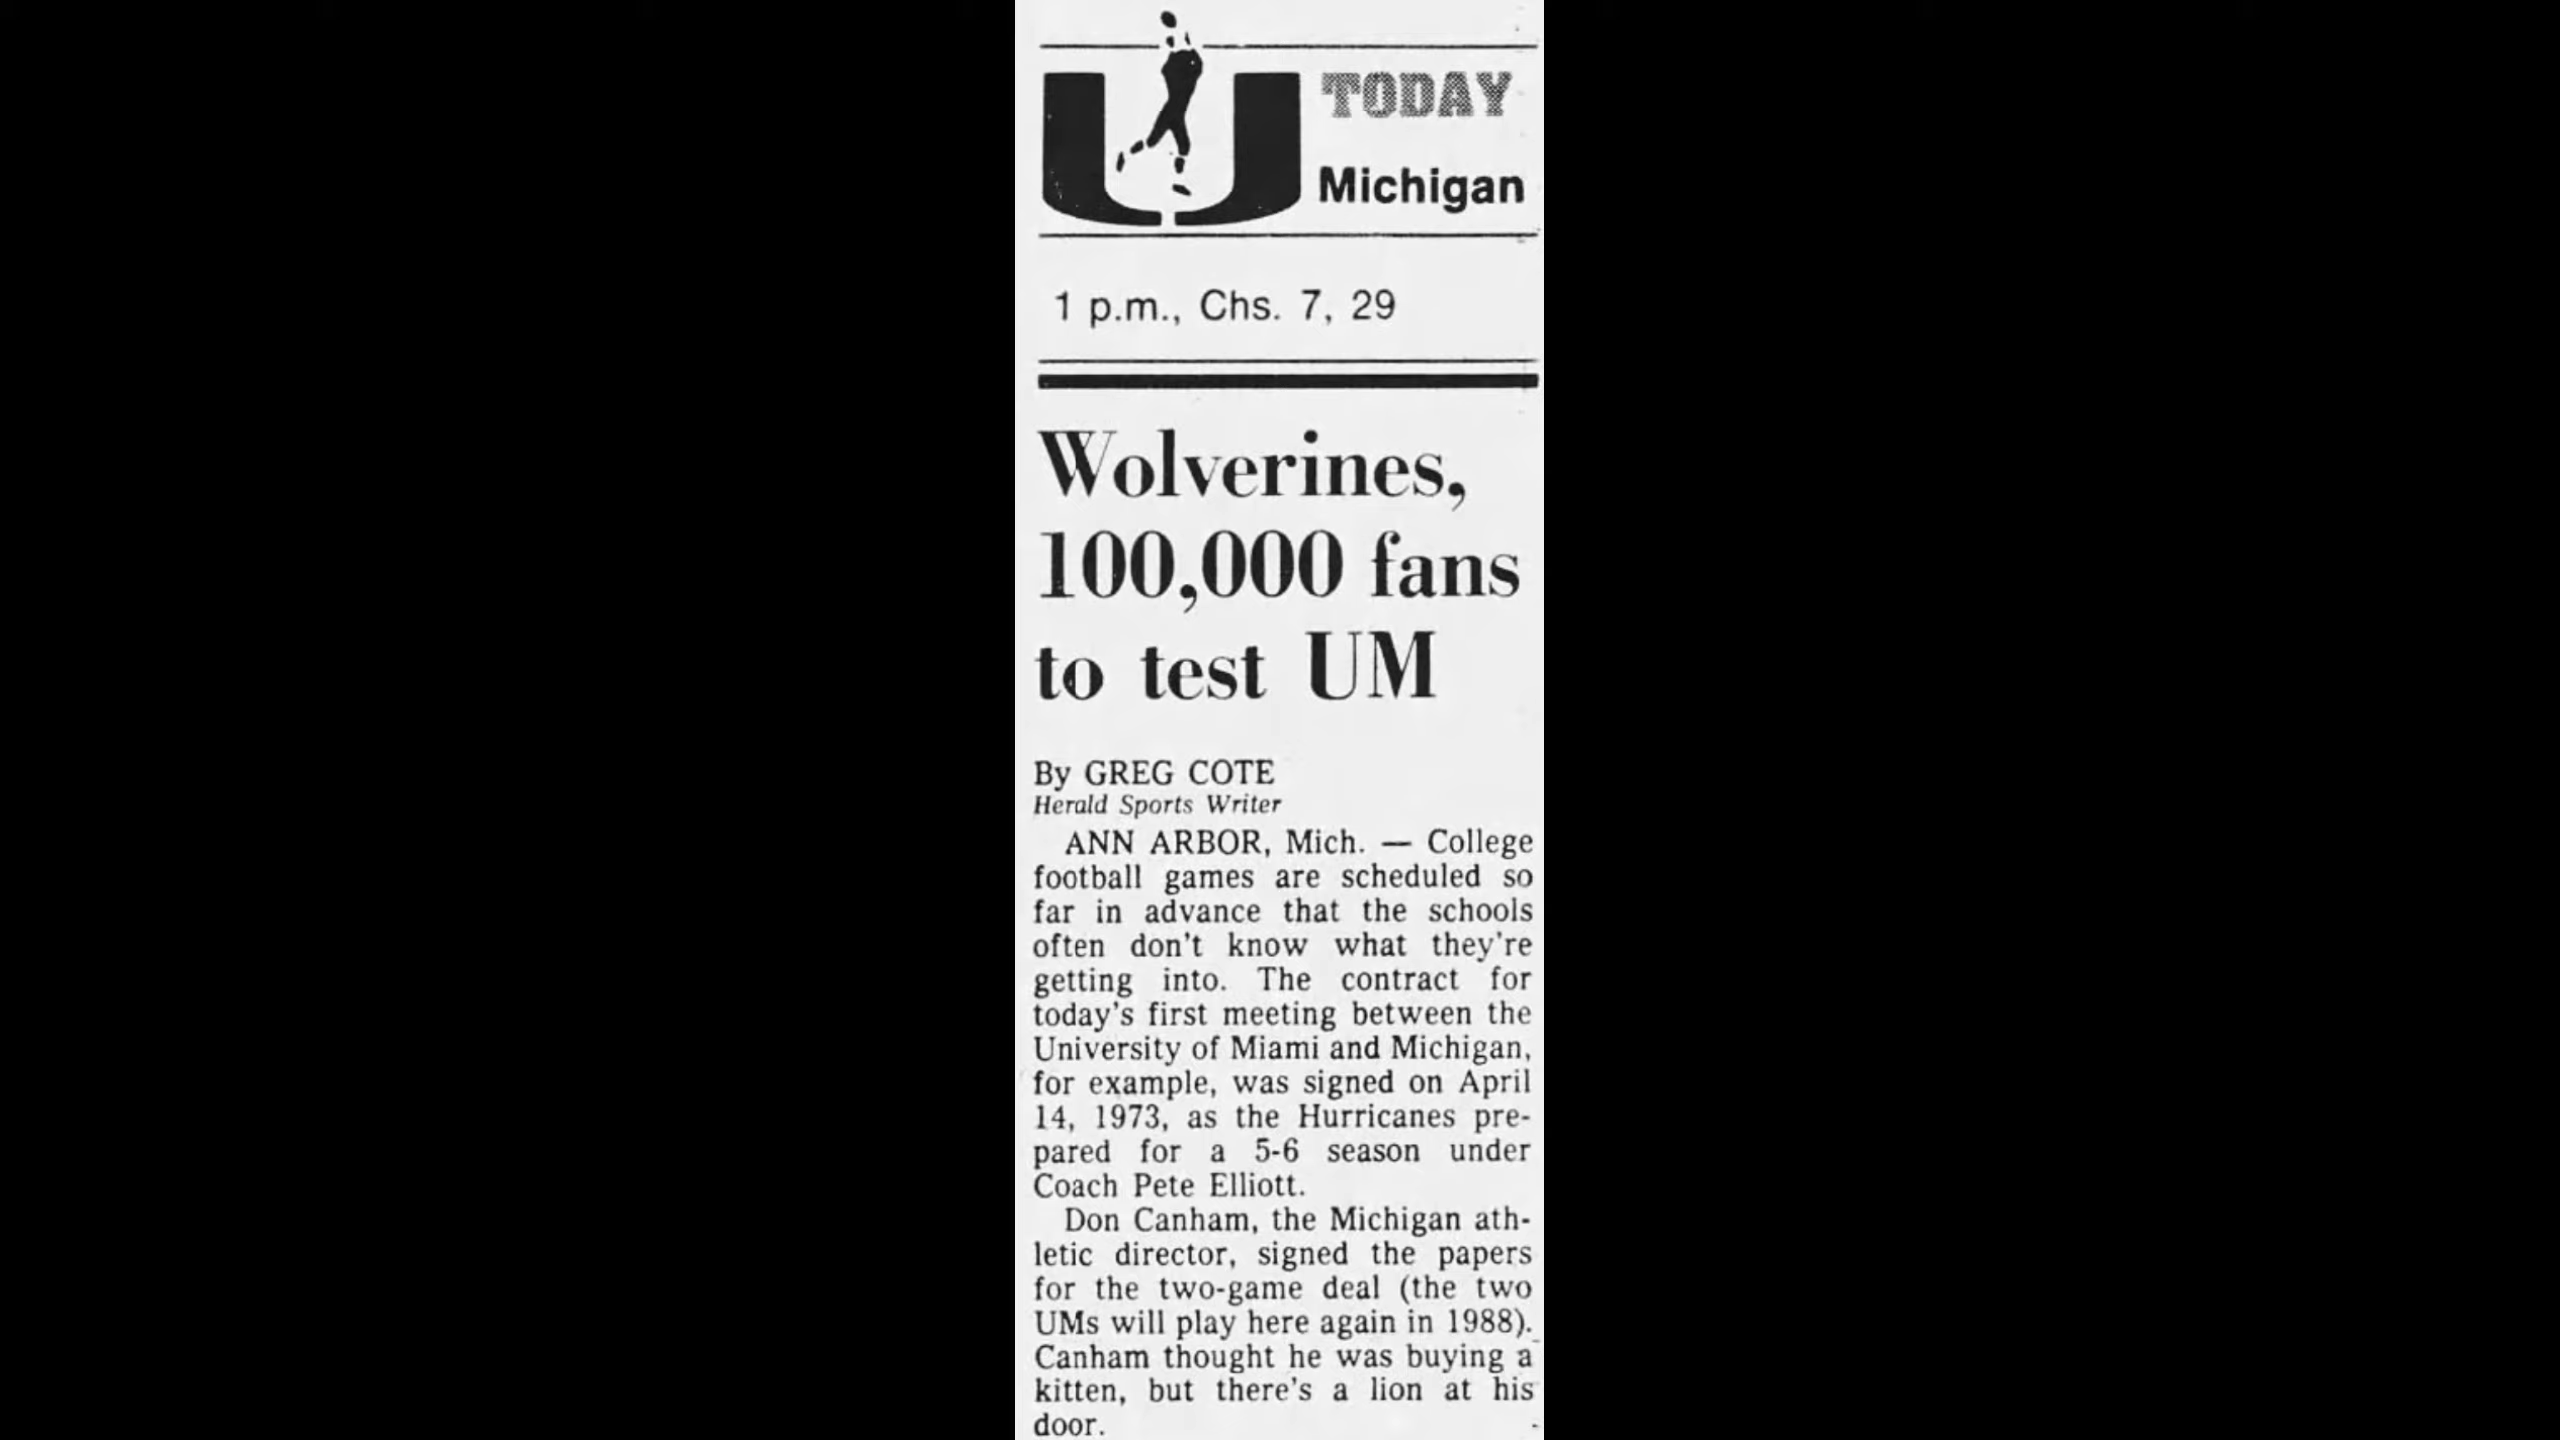 U TODAY
Michigan
1 p.m., Chs. 7, 29
Wolverines,
100,000 fans
to test UM
By GREG COTE
Herald Sports Writer
ANN ARBOR, Mich. — College
football games are scheduled so
far in advance that the schools
often don't know what they're
getting into. The contract for
today's first meeting between the
University of Miami and Michigan,
for example, was signed on April
14, 1973, as the Hurricanes pre-
pared for a 5-6 season under
Coach Pete Elliott.
Don Canham, the Michigan ath-
letic director, signed the papers
for the two-game deal (the two
UMs will play here again in 1988).
Canham thought he was buying a
kitten, but there's a lion at his
door.